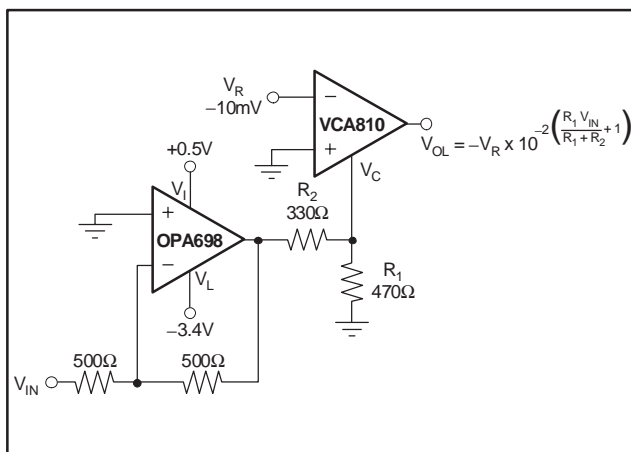 V_R
−10mV
−
VCA810
+
V_C
V_OL = −V_R x 10^−2(R_1 V_IN / R_1 + R_2 + 1)
+0.5V
V_I
+
OPA698
−
V_L
−3.4V
R_2
330Ω
R_1
470Ω
500Ω
500Ω
V_IN